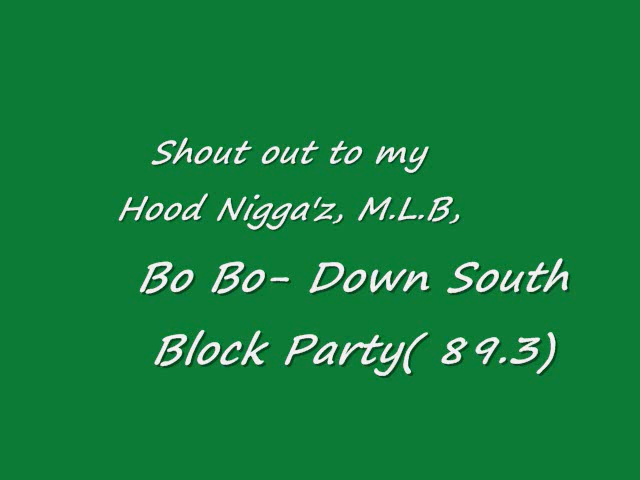 Shout out to my
Hood Nigga'z, M.L.B,
Bo Bo- Down South
Block Party( 89.3)